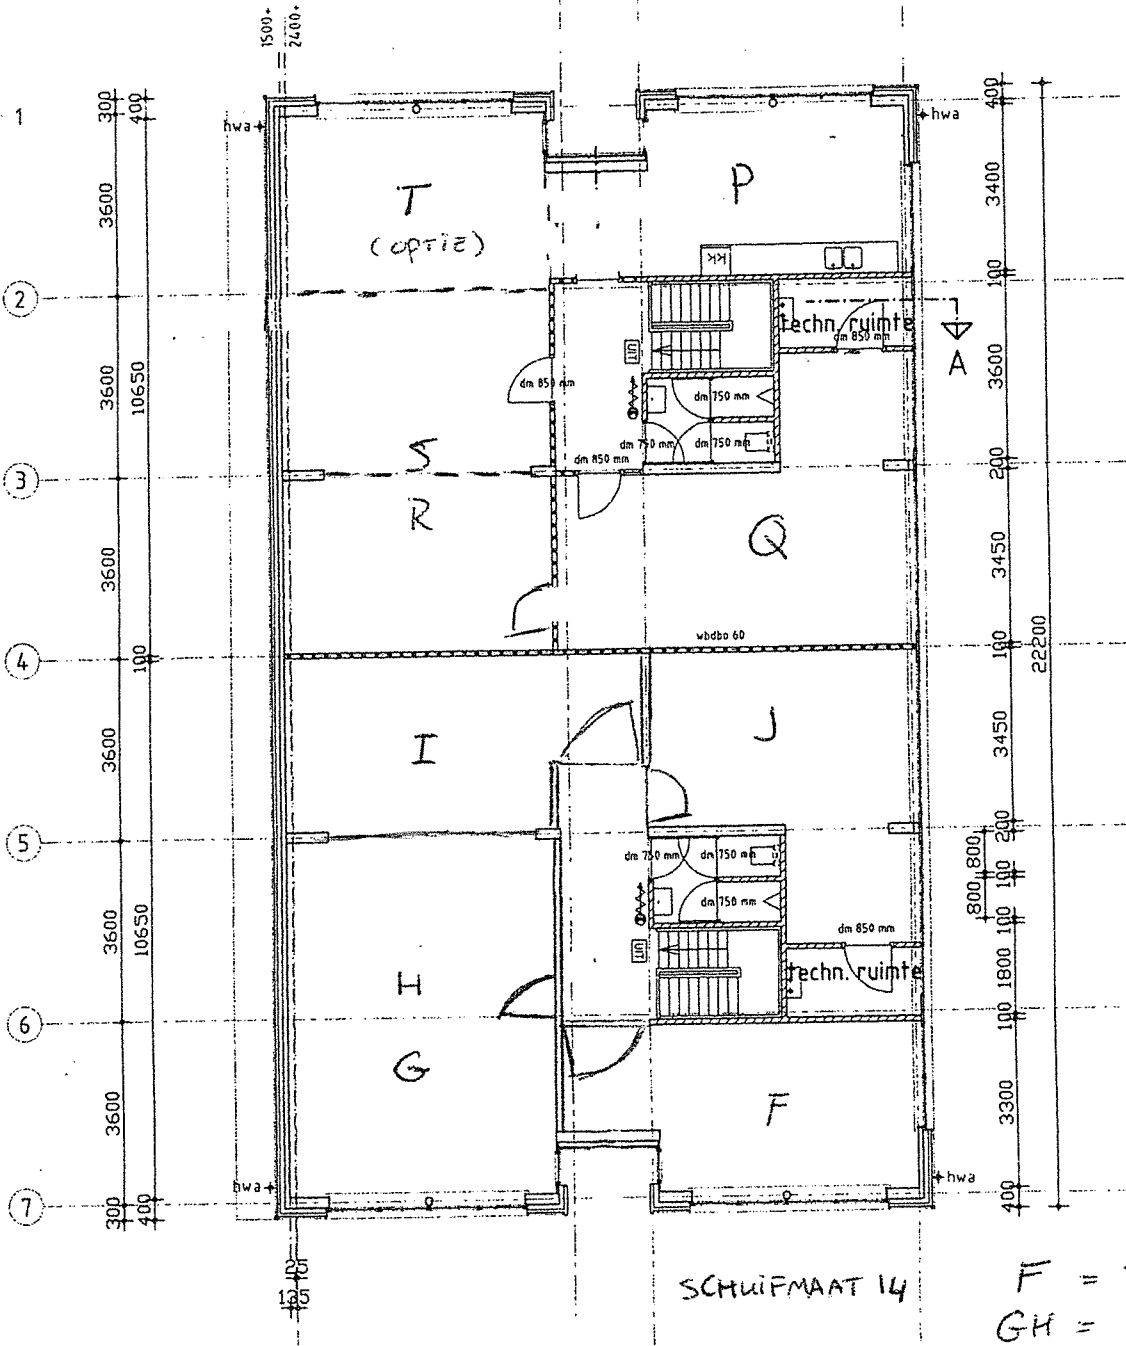 1500+
2400+
1
300
400
400
hwa
hwa
3600
T
(OPTIE)
P
3400
KK
2
100
techn. ruimte
dm 850 mm
A
UIT
3600
10650
dm 850 mm
dm 750 mm
3600
dm 750 mm
dm 750 mm
S
dm 850 mm
3
200
R
Q
3600
3450
wbdbo 60
4
100
100
22200
I
J
3600
3450
5
200
dm 750 mm
dm 750 mm
800
100
dm 750 mm
800
3600
10650
100
dm 850 mm
UIT
techn. ruimte
1800
H
6
100
G
F
3600
3300
hwa
hwa
7
300
400
400
25
135
SCHUIFMAAT 14
F =
GH =